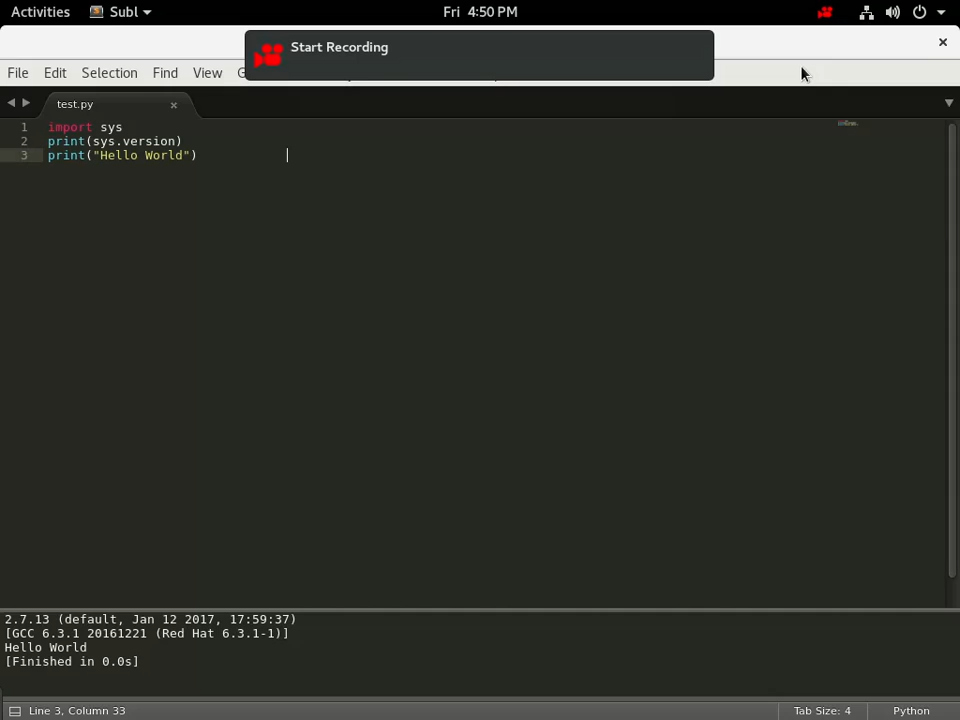 Activities Subl Fri 4:50 PM
Start Recording
File Edit Selection Find View
test.py
1 import sys
2 print(sys.version)
3 print("Hello World")
2.7.13 (default, Jan 12 2017, 17:59:37)
[GCC 6.3.1 20161221 (Red Hat 6.3.1-1)]
Hello World
[Finished in 0.0s]
Line 3, Column 33 Tab Size: 4 Python